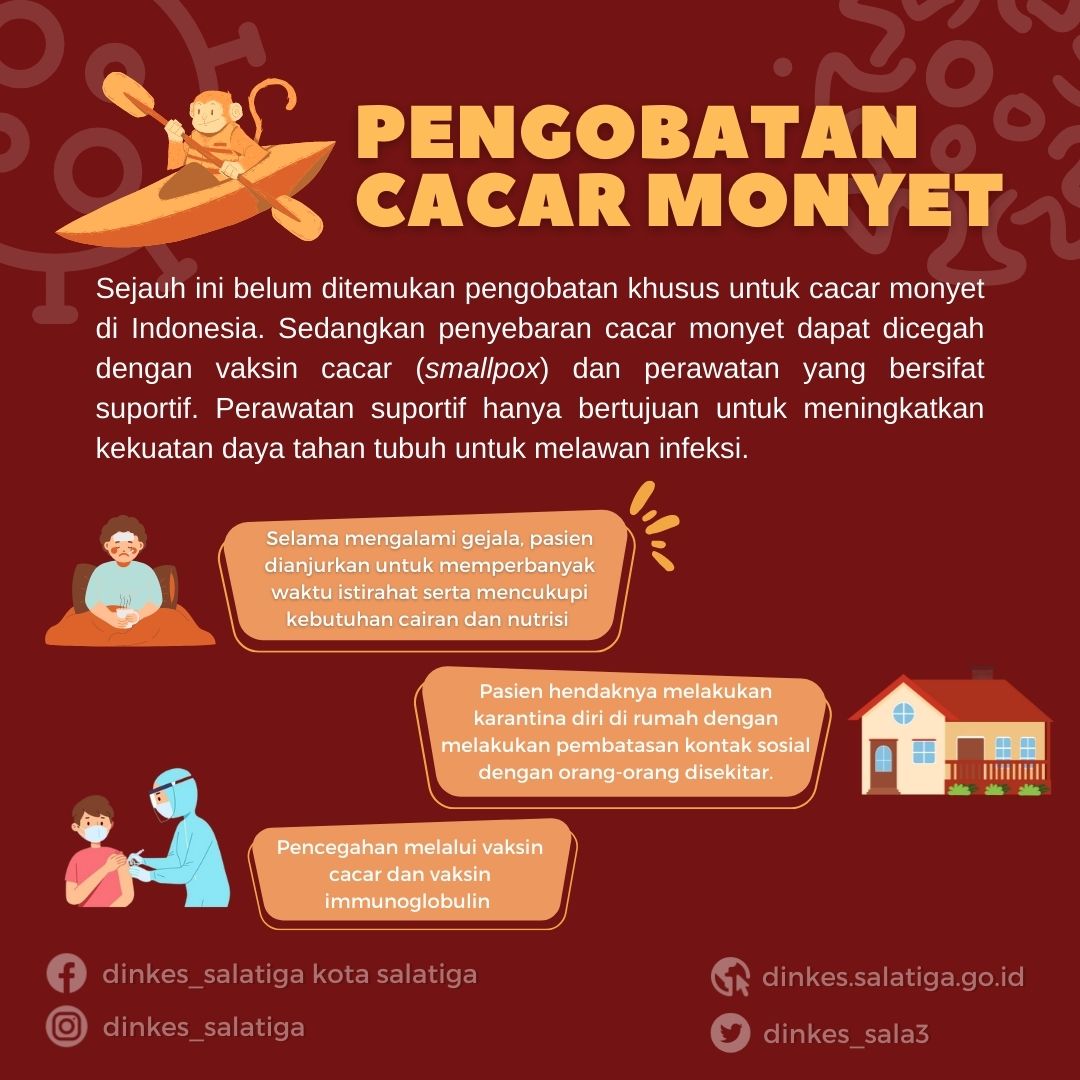 PENGOBATAN
CACAR MONYET
Sejauh ini belum ditemukan pengobatan khusus untuk cacar monyet
di Indonesia. Sedangkan penyebaran cacar monyet dapat dicegah
dengan vaksin cacar (smallpox) dan perawatan yang bersifat
suportif. Perawatan suportif hanya bertujuan untuk meningkatkan
kekuatan daya tahan tubuh untuk melawan infeksi.
Selama mengalami gejala, pasien
dianjurkan untuk memperbanyak
waktu istirahat serta mencukupi
kebutuhan cairan dan nutrisi
Pasien hendaknya melakukan
karantina diri di rumah dengan
melakukan pembatasan kontak sosial
dengan orang-orang disekitar.
Pencegahan melalui vaksin
cacar dan vaksin
immunoglobulin
dinkes_salatiga kota salatiga
dinkes_salatiga
dinkes.salatiga.go.id
dinkes_sala3